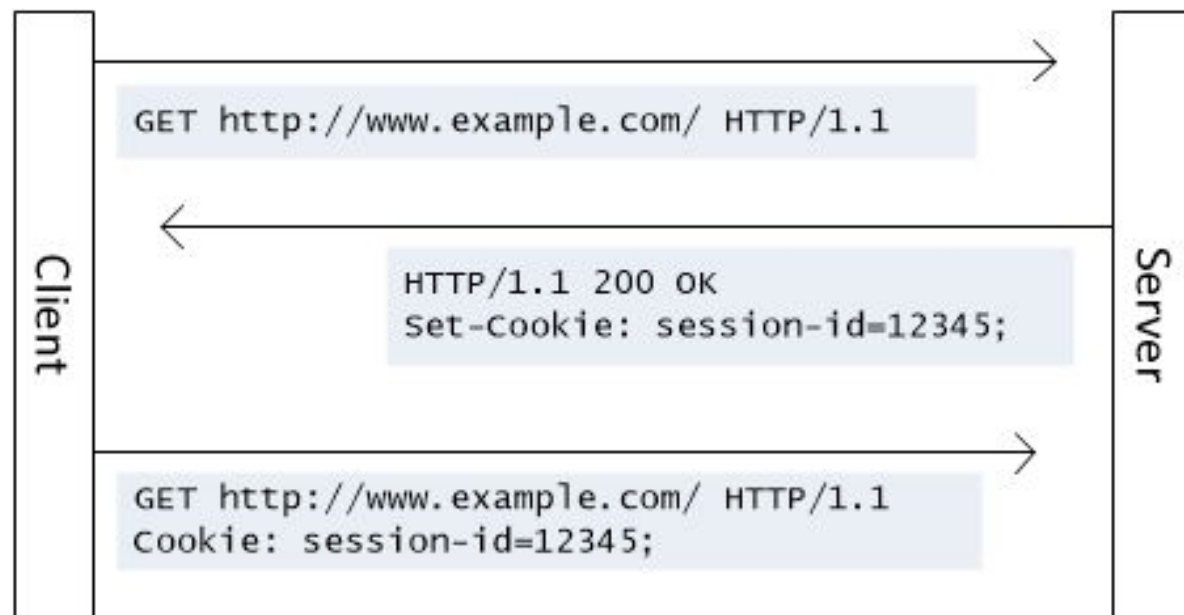 GET http://www.example.com/ HTTP/1.1
HTTP/1.1 200 OK
Set-Cookie: session-id=12345;
Client
Server
GET http://www.example.com/ HTTP/1.1
Cookie: session-id=12345;